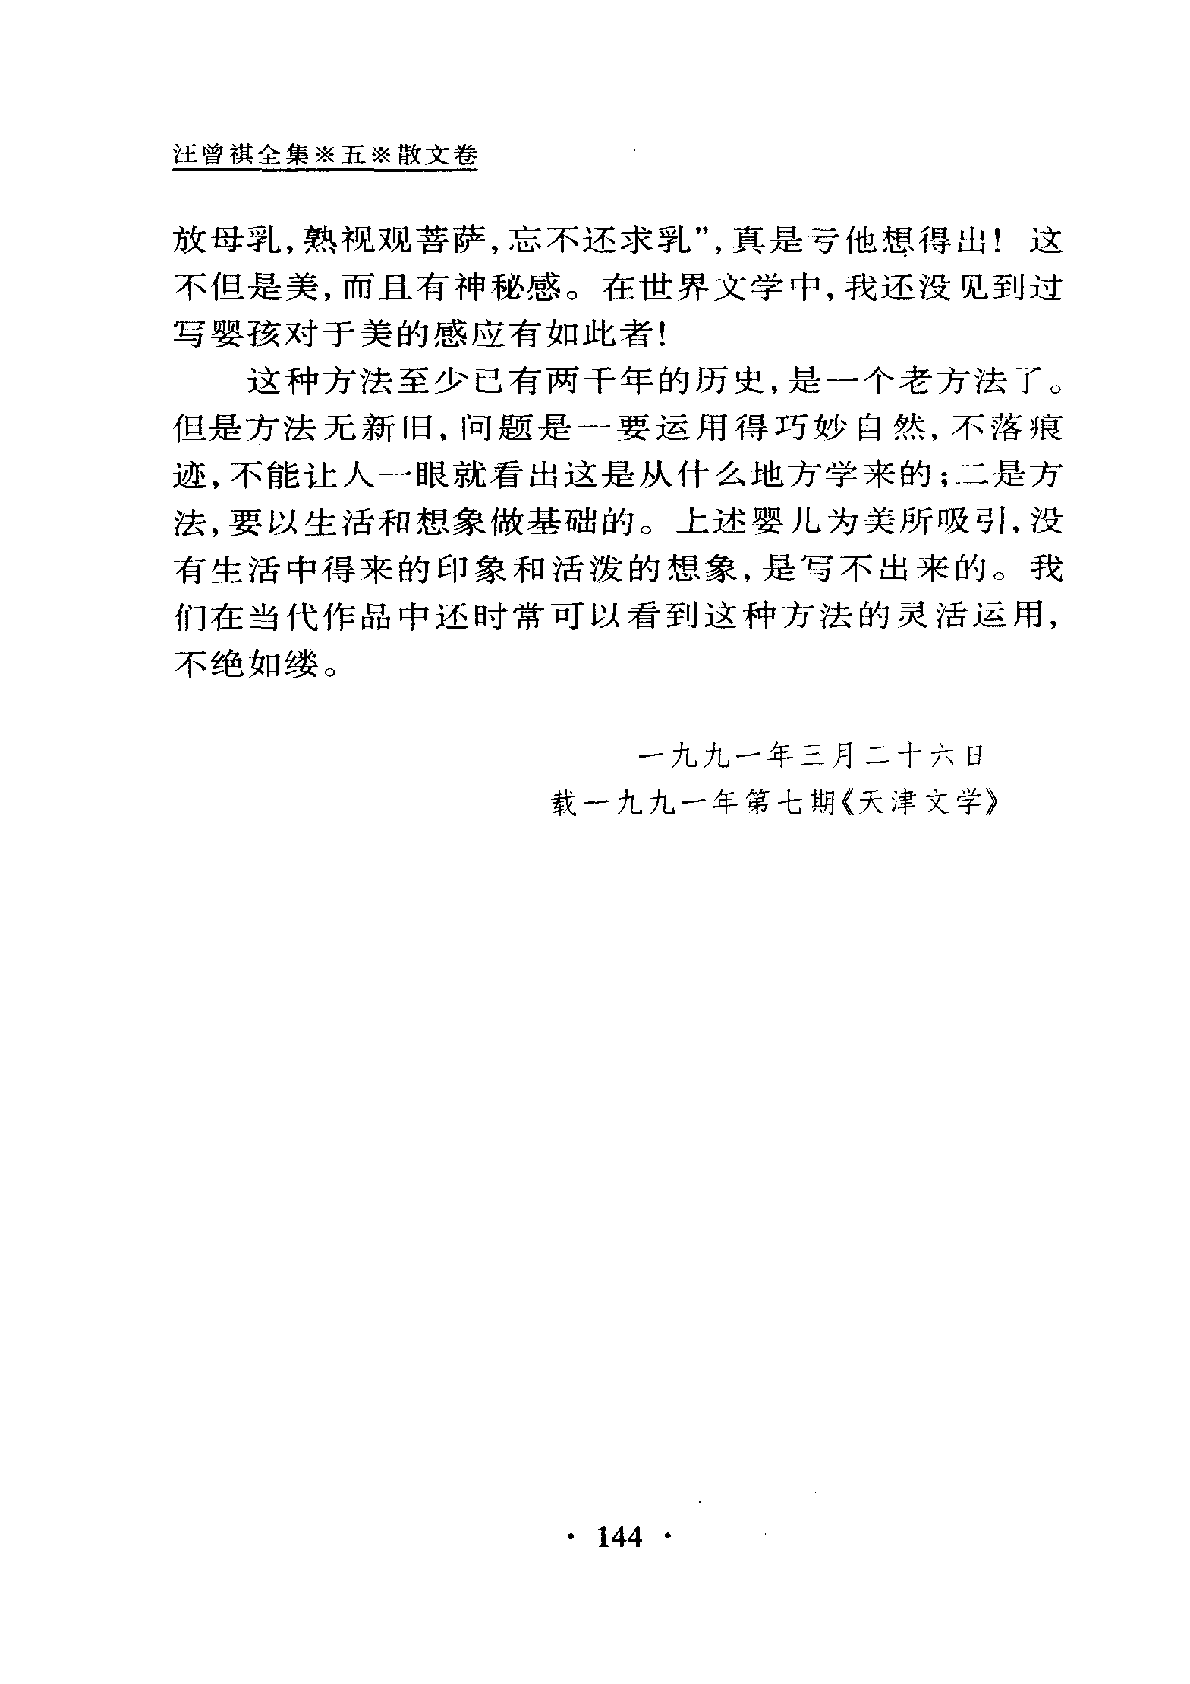 汪曾祺全集※五※散文卷
放母乳,熟视观菩萨,忘不还求乳”,真是亏他想得出! 这
不但是美,而且有神秘感。在世界文学中,我还没见到过
写婴孩对于美的感应有如此者!
这种方法至少已有两千年的历史,是一个老方法了。
但是方法无新旧,问题是一要运用得巧妙自然,不落痕
迹,不能让人一眼就看出这是从什么地方学来的;二是方
法,要以生活和想象做基础的。上述婴儿为美所吸引,没
有生活中得来的印象和活泼的想象,是写不出来的。我
们在当代作品中还时常可以看到这种方法的灵活运用,
不绝如缕。
一九九一年三月二十六日
载一九九一年第七期《天津文学》
· 144 ·